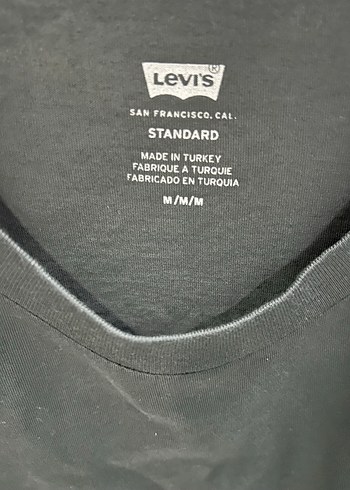 LEVI'S®
SAN FRANCISCO, CAL.
STANDARD
MADE IN TURKEY
FABRIQUE A TURQUIE
FABRICADO EN TURQUIA
M/M/M